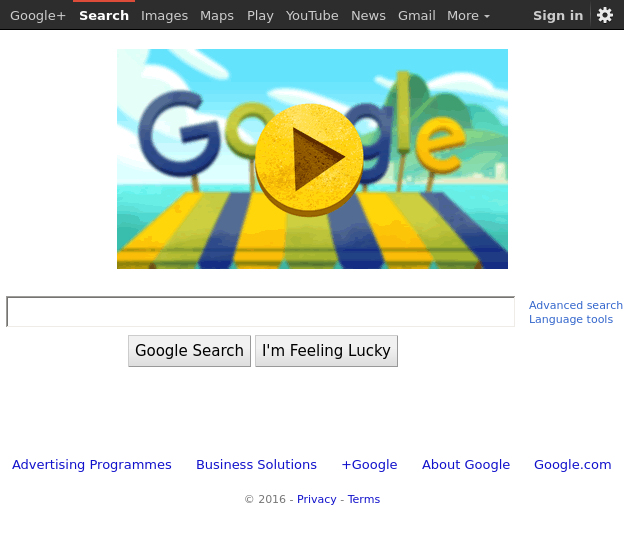 Google+ Search Images Maps Play YouTube News Gmail More Sign in
Google
Advanced search
Language tools
Google Search I'm Feeling Lucky
Advertising Programmes Business Solutions +Google About Google Google.com
© 2016 - Privacy - Terms